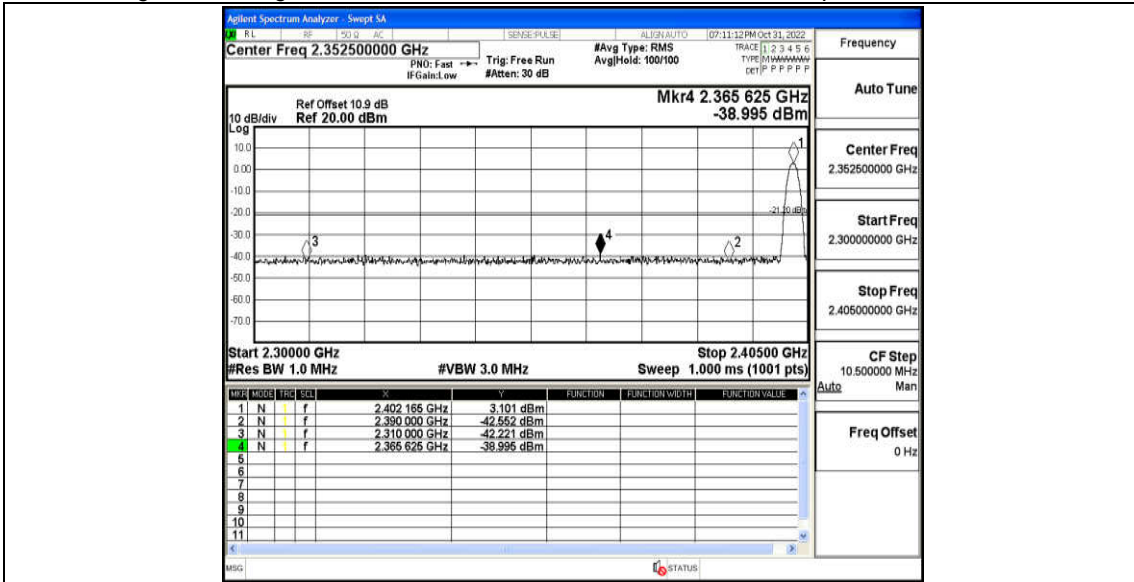 Agilent Spectrum Analyzer - Swept SA
RL RF 50 Ω AC SENSE:PULSE ALIGN AUTO 07:11:12 PM Oct 31, 2022
Center Freq 2.352500000 GHz
PNO: Fast
IFGain:Low
Trig: Free Run
#Atten: 30 dB
#Avg Type: RMS
Avg|Hold: 100/100
TRACE 1 2 3 4 5 6
TYPE M
DET P P P P P P
Ref Offset 10.9 dB
10 dB/div Ref 20.00 dBm
Log
Mkr4 2.365 625 GHz
-38.995 dBm
10.0
0.00
-10.0
-20.0
-30.0
-40.0
-50.0
-60.0
-70.0
1
3
4
2
Start 2.30000 GHz Stop 2.40500 GHz
#Res BW 1.0 MHz #VBW 3.0 MHz Sweep 1.000 ms (1001 pts)
MKR MODE TRC SCL X Y FUNCTION FUNCTION WIDTH FUNCTION VALUE
1 N f 2.402 165 GHz 3.101 dBm
2 N f 2.390 000 GHz -42.552 dBm
3 N f 2.310 000 GHz -42.221 dBm
4 N f 2.365 625 GHz -38.995 dBm
5
6
7
8
9
10
11
MSG STATUS
Frequency
Auto Tune
Center Freq
2.352500000 GHz
Start Freq
2.300000000 GHz
Stop Freq
2.405000000 GHz
CF Step
10.500000 MHz
Auto Man
Freq Offset
0 Hz